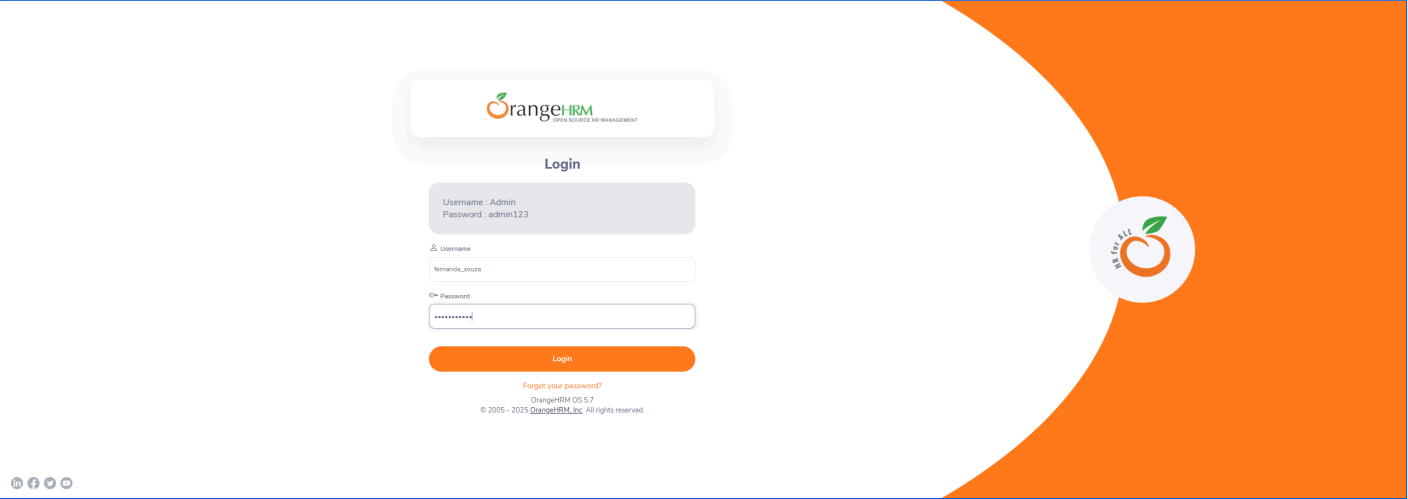 OrangeHRM
OPEN SOURCE HR MANAGEMENT
Login
Username : Admin
Password : admin123
Username
fernanda_souza
Password
•••••••••••
Login
Forgot your password?
OrangeHRM OS 5.7
© 2005 - 2025 OrangeHRM, Inc. All rights reserved.
HR for ALL